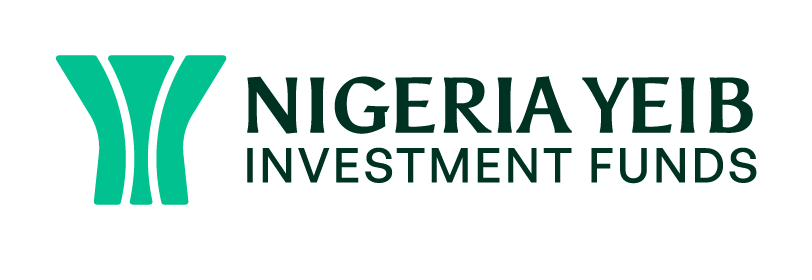 NIGERIA YEIB
INVESTMENT FUNDS